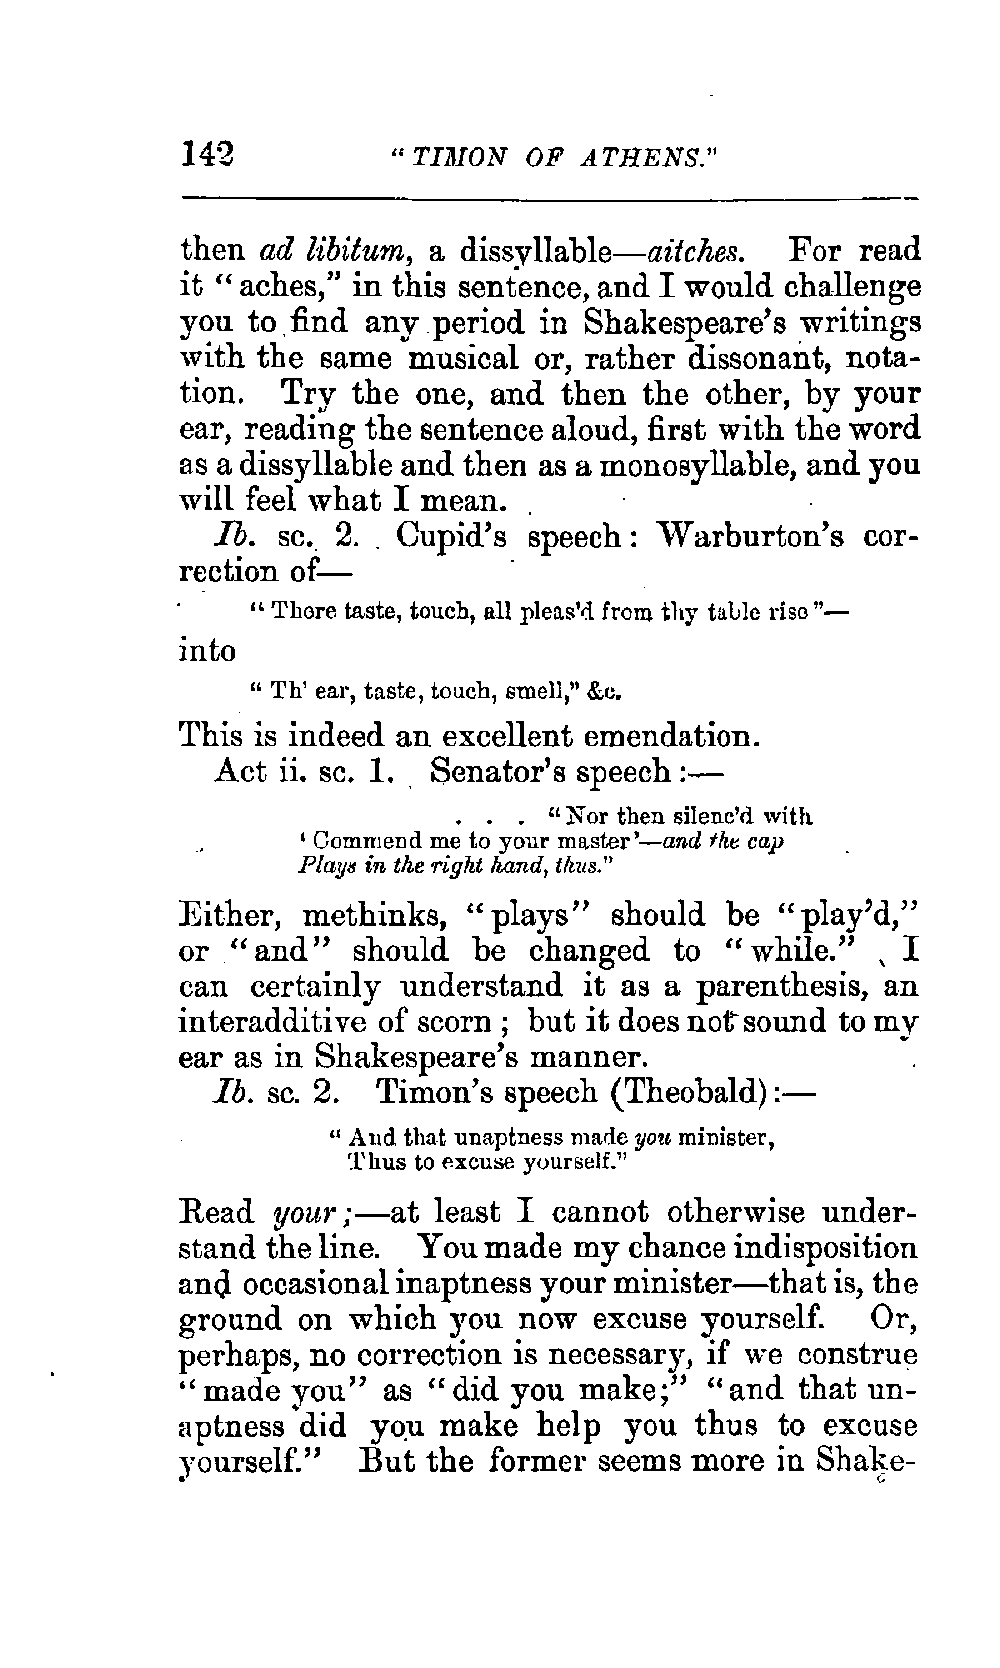 142 "TIMON OF ATHENS."
then ad libitum, a dissyllable—aitches. For read
it "aches," in this sentence, and I would challenge
you to find any period in Shakespeare's writings
with the same musical or, rather dissonant, nota-
tion. Try the one, and then the other, by your
ear, reading the sentence aloud, first with the word
as a dissyllable and then as a monosyllable, and you
will feel what I mean.
Ib. sc. 2. Cupid's speech: Warburton's cor-
rection of—
"There taste, touch, all pleas'd from thy table rise"—
into
"Th' ear, taste, touch, smell," &c.
This is indeed an excellent emendation.
Act ii. sc. 1. Senator's speech:—
. . . "Nor then silenc'd with
'Commend me to your master'—and the cap
Plays in the right hand, thus."
Either, methinks, "plays" should be "play'd,"
or "and" should be changed to "while." I
can certainly understand it as a parenthesis, an
interadditive of scorn; but it does not sound to my
ear as in Shakespeare's manner.
Ib. sc. 2. Timon's speech (Theobald):—
"And that unaptness made you minister,
Thus to excuse yourself."
Read your;—at least I cannot otherwise under-
stand the line. You made my chance indisposition
and occasional inaptness your minister—that is, the
ground on which you now excuse yourself. Or,
perhaps, no correction is necessary, if we construe
"made you" as "did you make;" "and that un-
aptness did you make help you thus to excuse
yourself." But the former seems more in Shake-